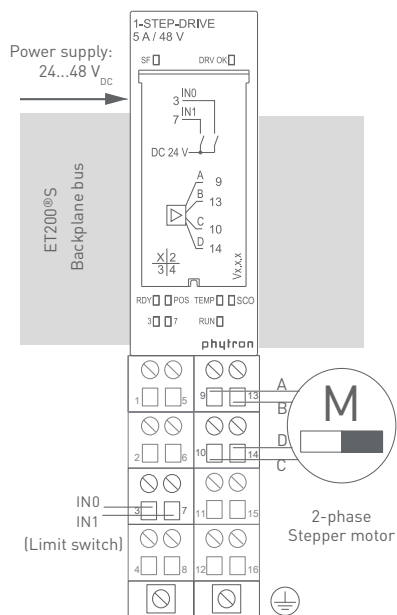 1-STEP-DRIVE
5 A / 48 V
Power supply:
24...48 V DC
SF DRV OK
IN0
3
IN1
7
DC 24 V
A 9
B 13
C 10
D 14
X 2
3 4
Vx.x.x
ET200®S
Backplane bus
RDY POS TEMP SCO
3 7 RUN
phytron
1 5 9 13
A
B
M
2 6 10 14
D
C
IN0
IN1
3 7 11 15
(Limit switch)
2-phase
Stepper motor
4 8 12 16